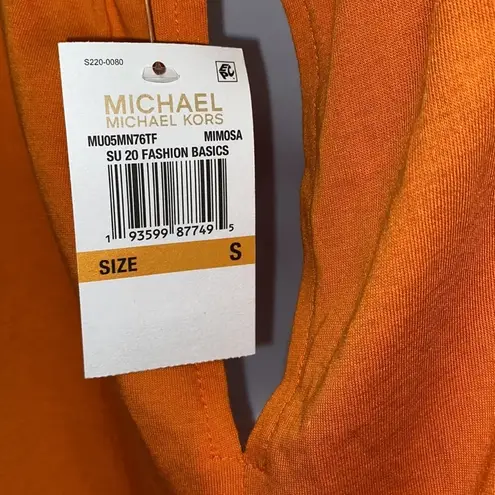 S220-0080
MICHAEL
MICHAEL KORS
MU05MN76TF MIMOSA
SU 20 FASHION BASICS
1 93599 87749 5
SIZE S